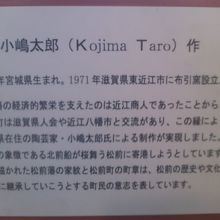 小嶋太郎（Kojima Taro）作
年宮城県生まれ。1971年滋賀県東近江市に布引窯設立
の経済的繁栄を支えたのは近江商人であったことから
町は滋賀県人会や近江八幡市と交流があり、この縁により
県在住の陶芸家・小嶋太郎氏による制作が実現しました。
の象徴である北前船が桜舞う松前に寄港しようとしています
描かれた松前藩の家紋と松前町の町章は、松前の歴史や文化
に継承していこうとする町民の意志を表しています。